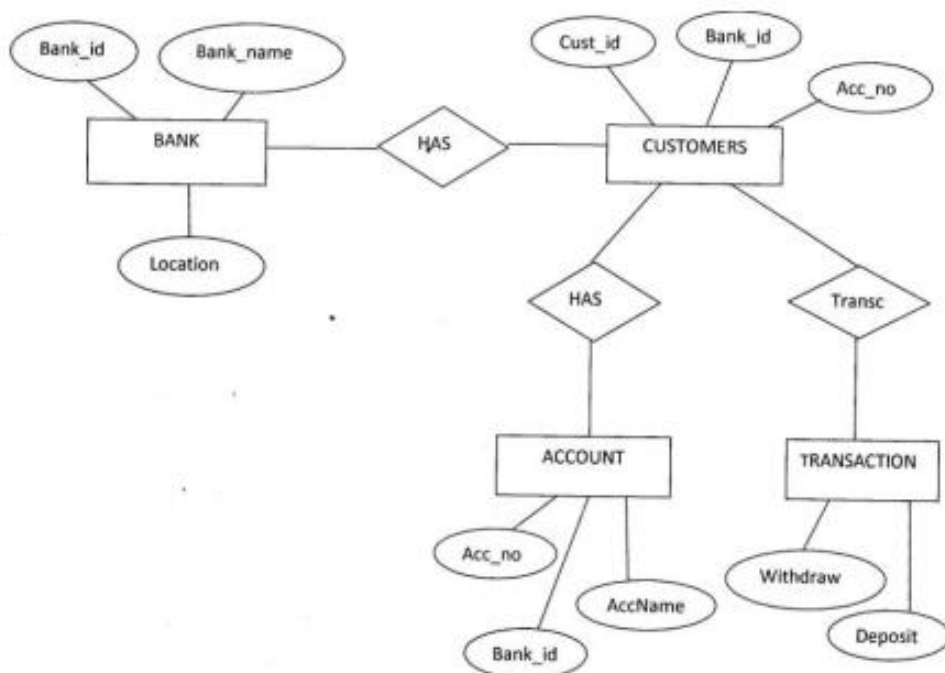 Bank_id
Bank_name
Cust_id
Bank_id
Acc_no
BANK
HAS
CUSTOMERS
Location
HAS
Transc
ACCOUNT
TRANSACTION
Acc_no
Withdraw
AccName
Bank_id
Deposit